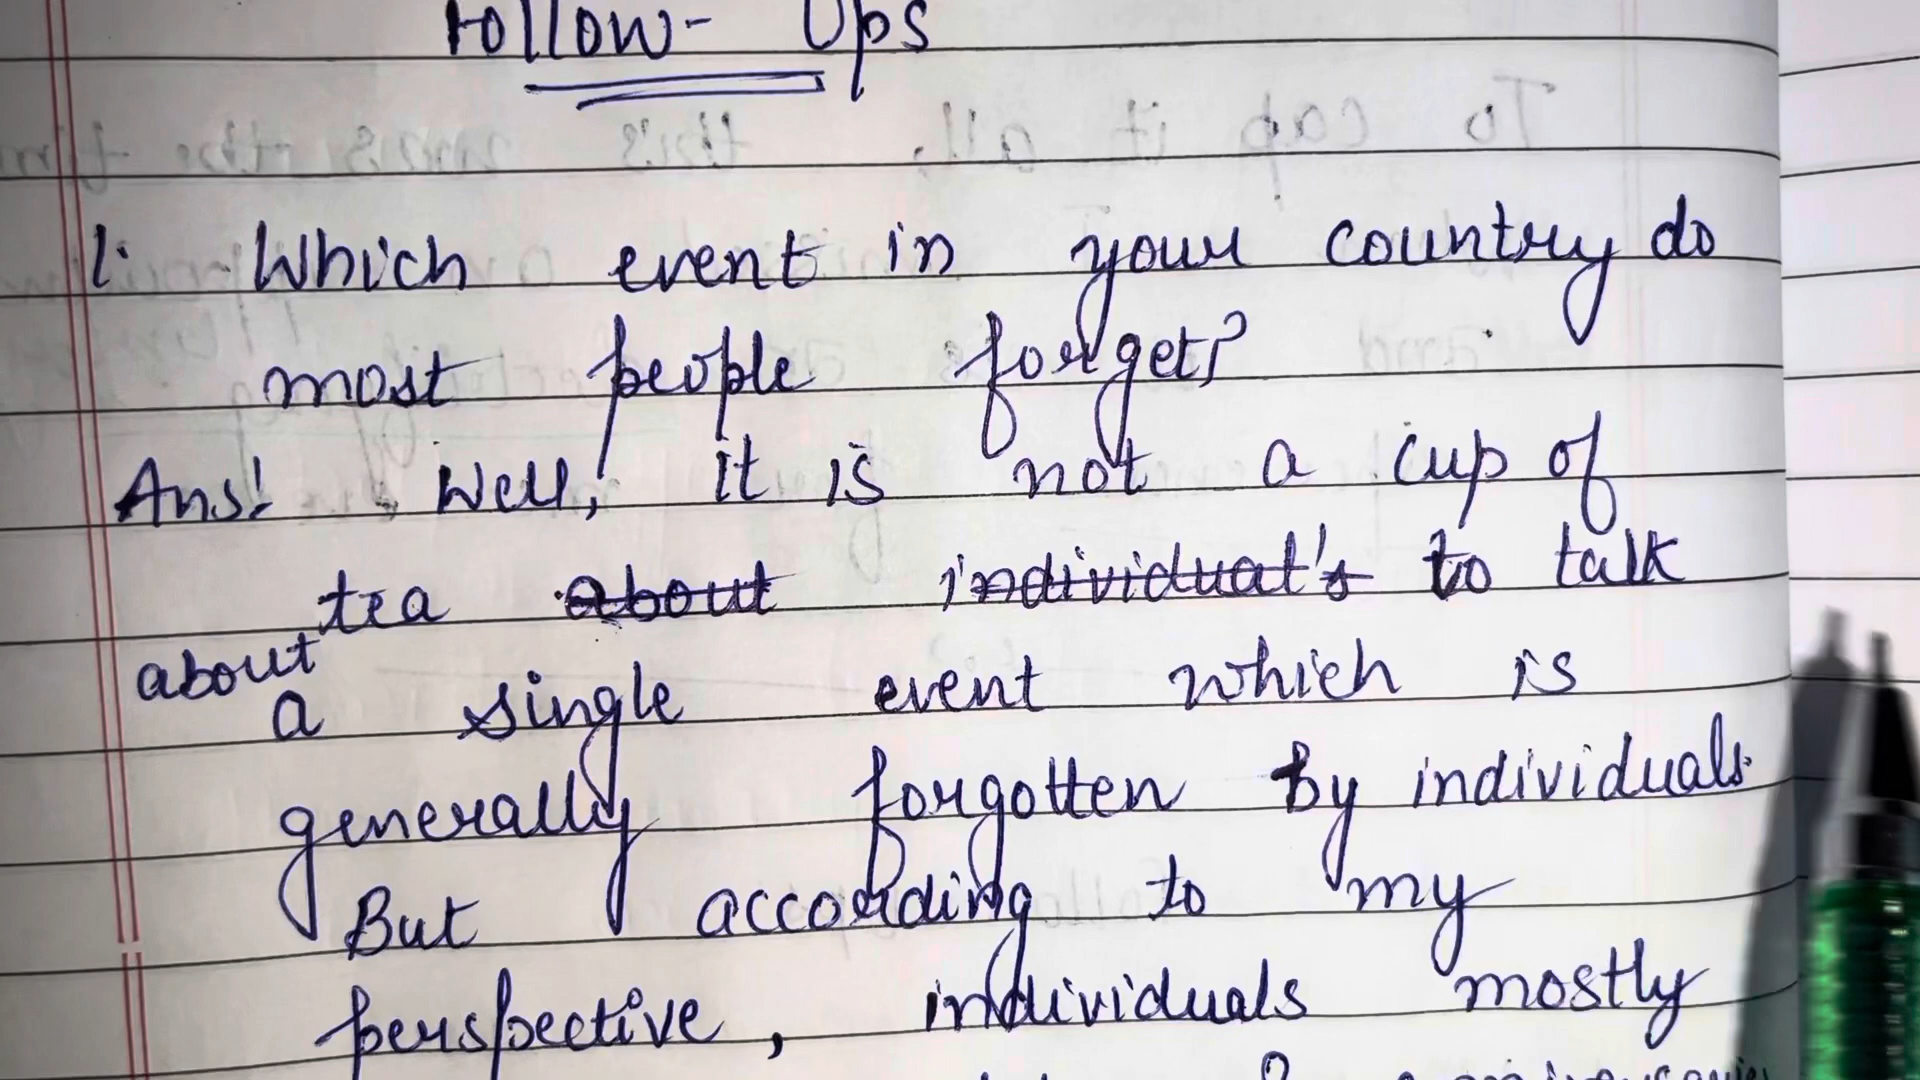 Follow-Ups
1. Which event in your country do
most people forget?
Ans: Well, it is not a cup of
tea about individual's to talk
about
a single event which is
generally forgotten by individuals.
But according to my
perspective, individuals mostly